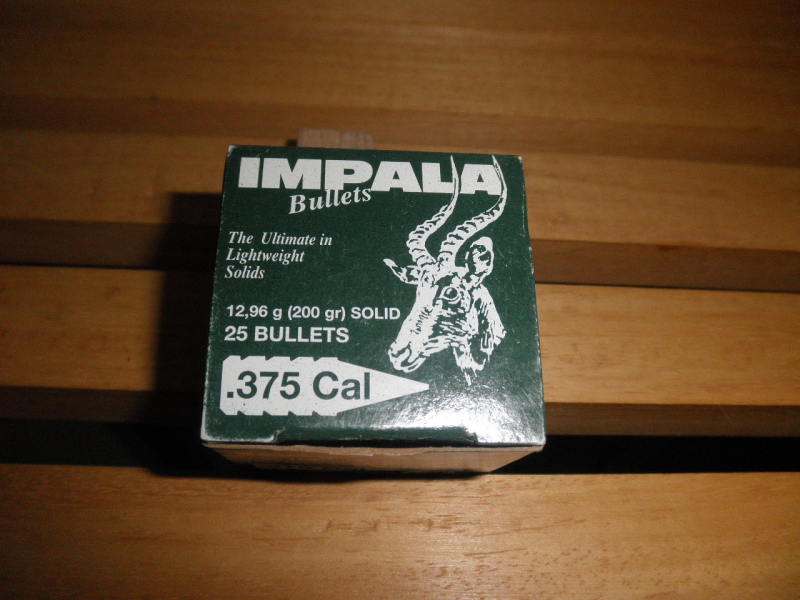 IMPALA
Bullets
The Ultimate in
Lightweight
Solids
12,96 g (200 gr) SOLID
25 BULLETS
.375 Cal